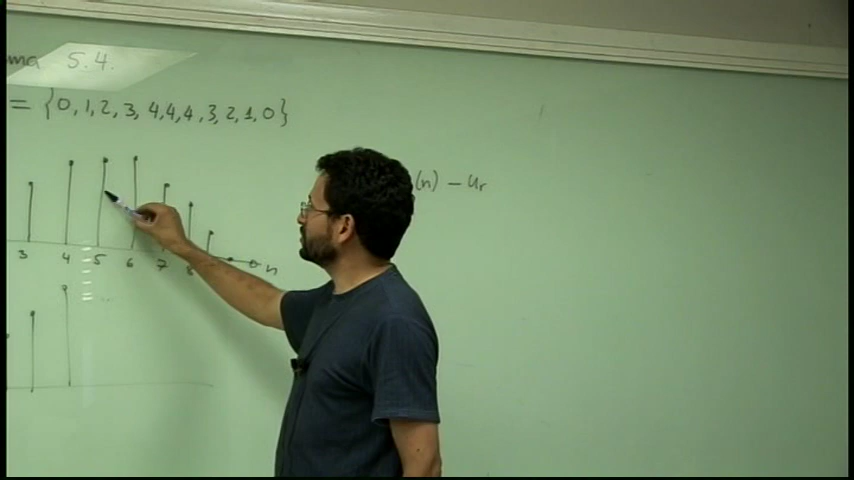 ma 5.4.
= {0,1,2,3,4,4,4,3,2,1,0}
(n) - ur
3 4 5 6 7 8 n